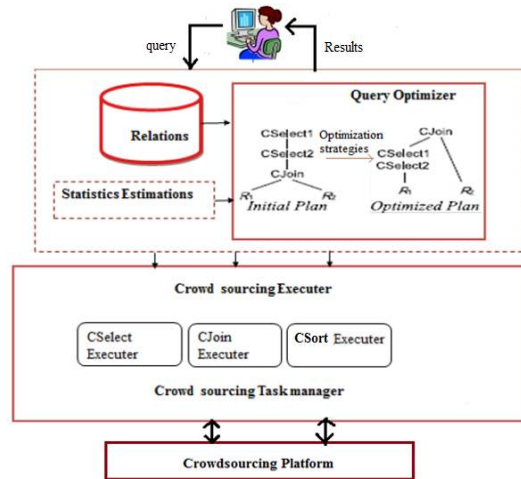 query
Results
Query Optimizer
Relations
CSelect1
CSelect2
CJoin
R₁ R₂
Initial Plan
Optimization
strategies
CJoin
CSelect1
CSelect2
R₁ R₂
Optimized Plan
Statistics Estimations
Crowd sourcing Executer
CSelect
Executer
CJoin
Executer
CSort Executer
Crowd sourcing Task manager
Crowdsourcing Platform